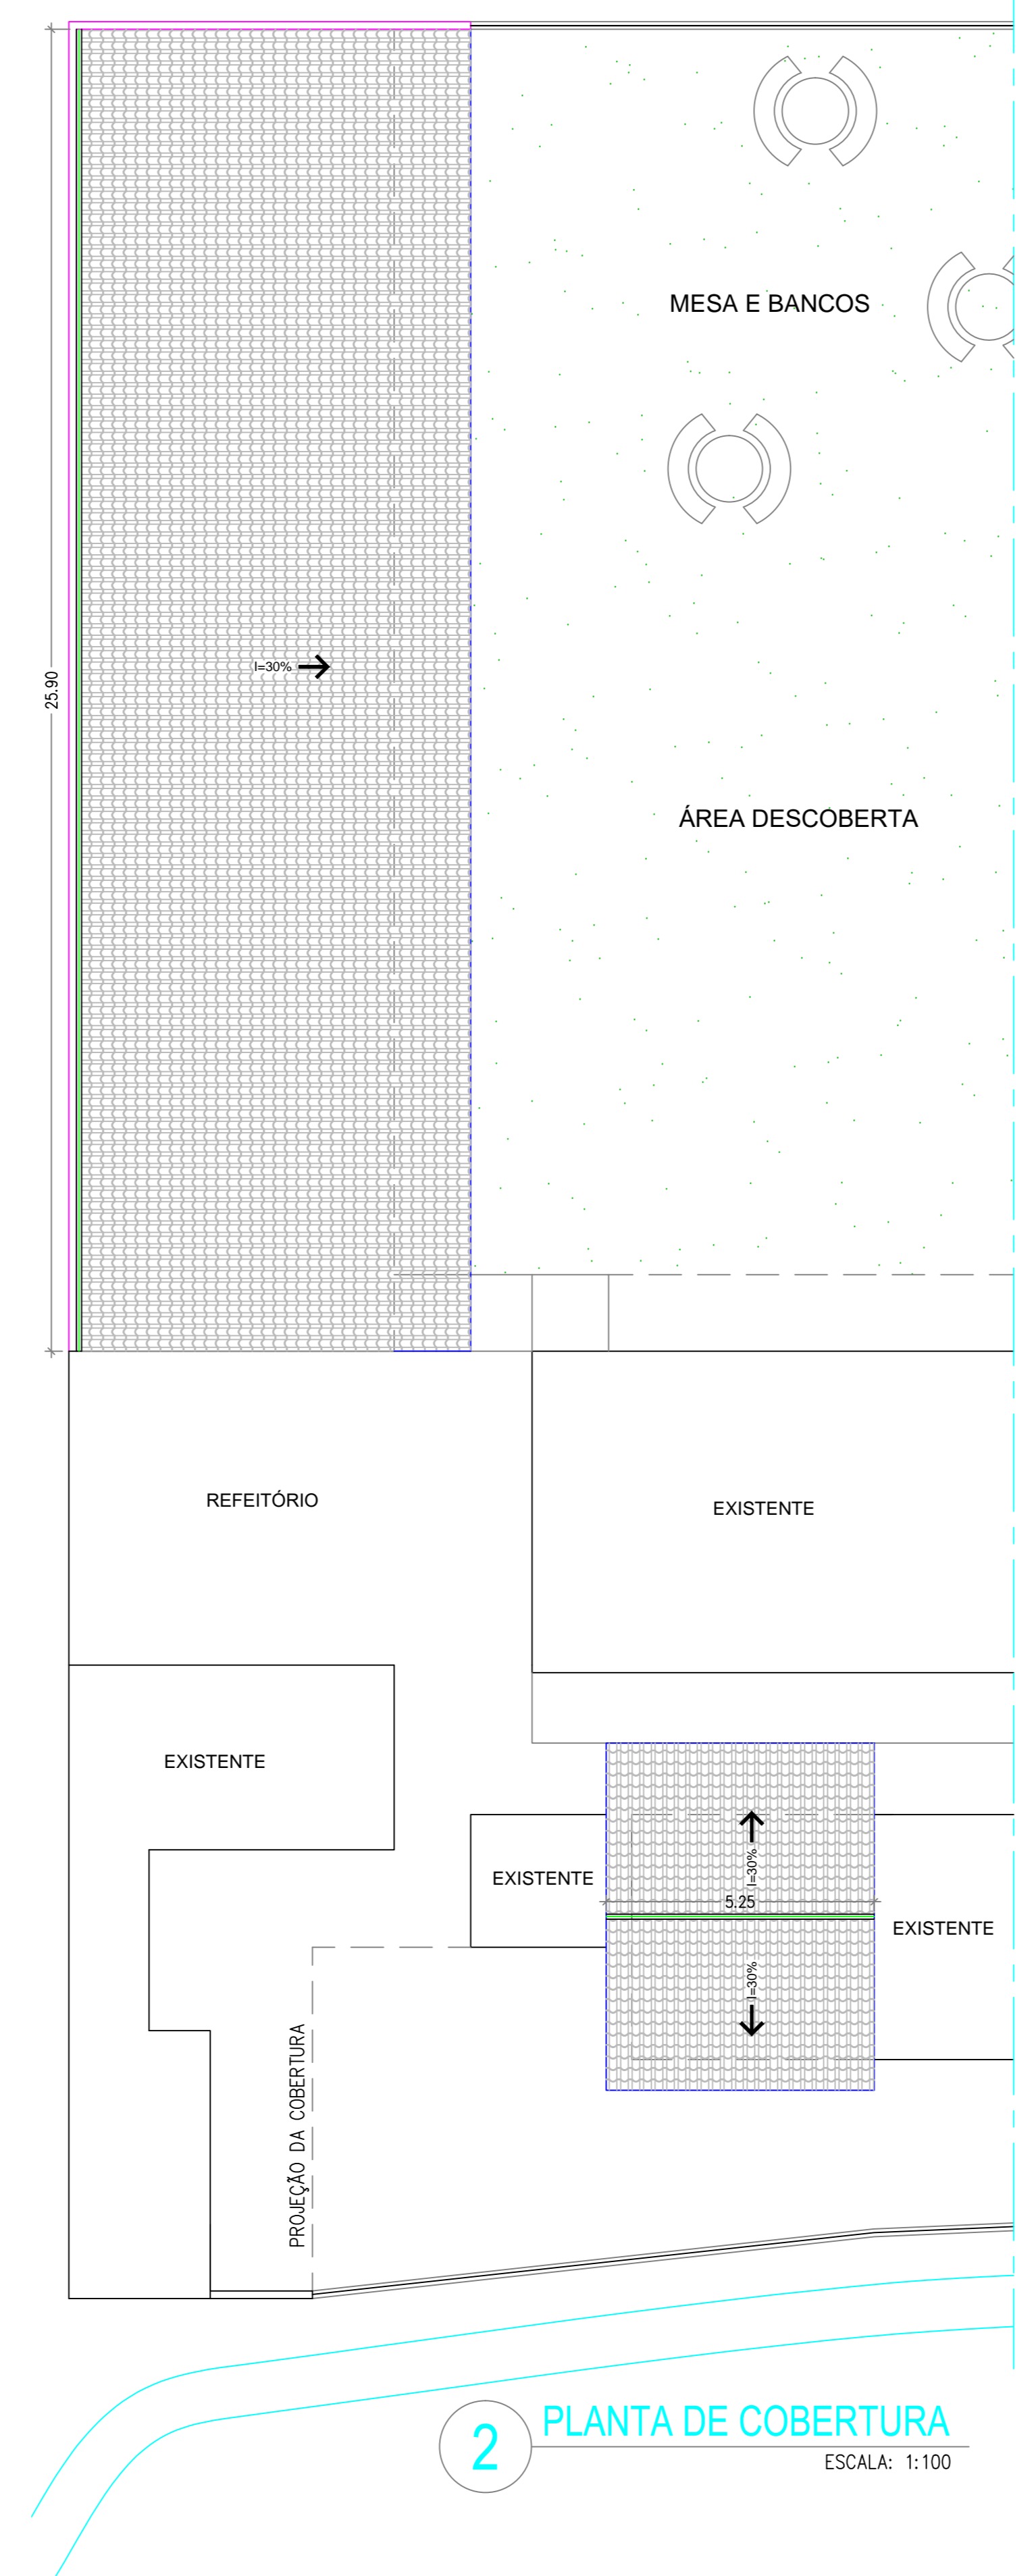 MESA E BANCOS
I=30%
25.90
ÁREA DESCOBERTA
REFEITÓRIO
EXISTENTE
EXISTENTE
I=30%
EXISTENTE
5.25
EXISTENTE
I=30%
PROJEÇÃO DA COBERTURA
2
PLANTA DE COBERTURA
ESCALA: 1:100